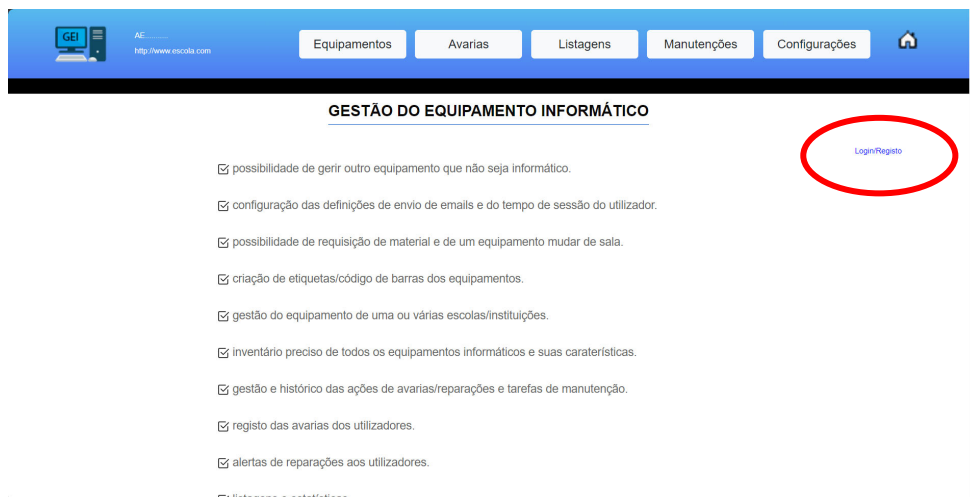 GEI
AE..........
http://www.escola.com
Equipamentos
Avarias
Listagens
Manutenções
Configurações
GESTÃO DO EQUIPAMENTO INFORMÁTICO
Login/Registo
possibilidade de gerir outro equipamento que não seja informático.
configuração das definições de envio de emails e do tempo de sessão do utilizador.
possibilidade de requisição de material e de um equipamento mudar de sala.
criação de etiquetas/código de barras dos equipamentos.
gestão do equipamento de uma ou várias escolas/instituições.
inventário preciso de todos os equipamentos informáticos e suas caraterísticas.
gestão e histórico das ações de avarias/reparações e tarefas de manutenção.
registo das avarias dos utilizadores.
alertas de reparações aos utilizadores.